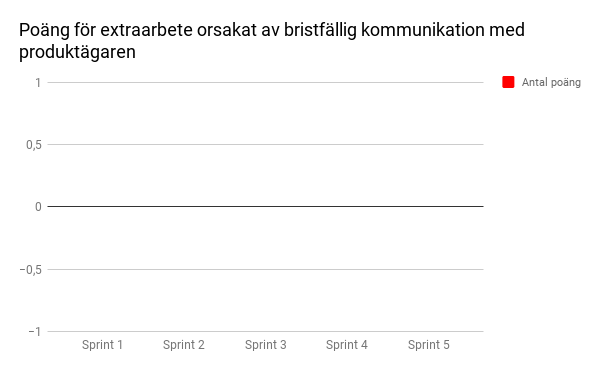 Poäng för extraarbete orsakat av bristfällig kommunikation med
produktägaren
1
Antal poäng
0,5
0
−0,5
−1
Sprint 1
Sprint 2
Sprint 3
Sprint 4
Sprint 5